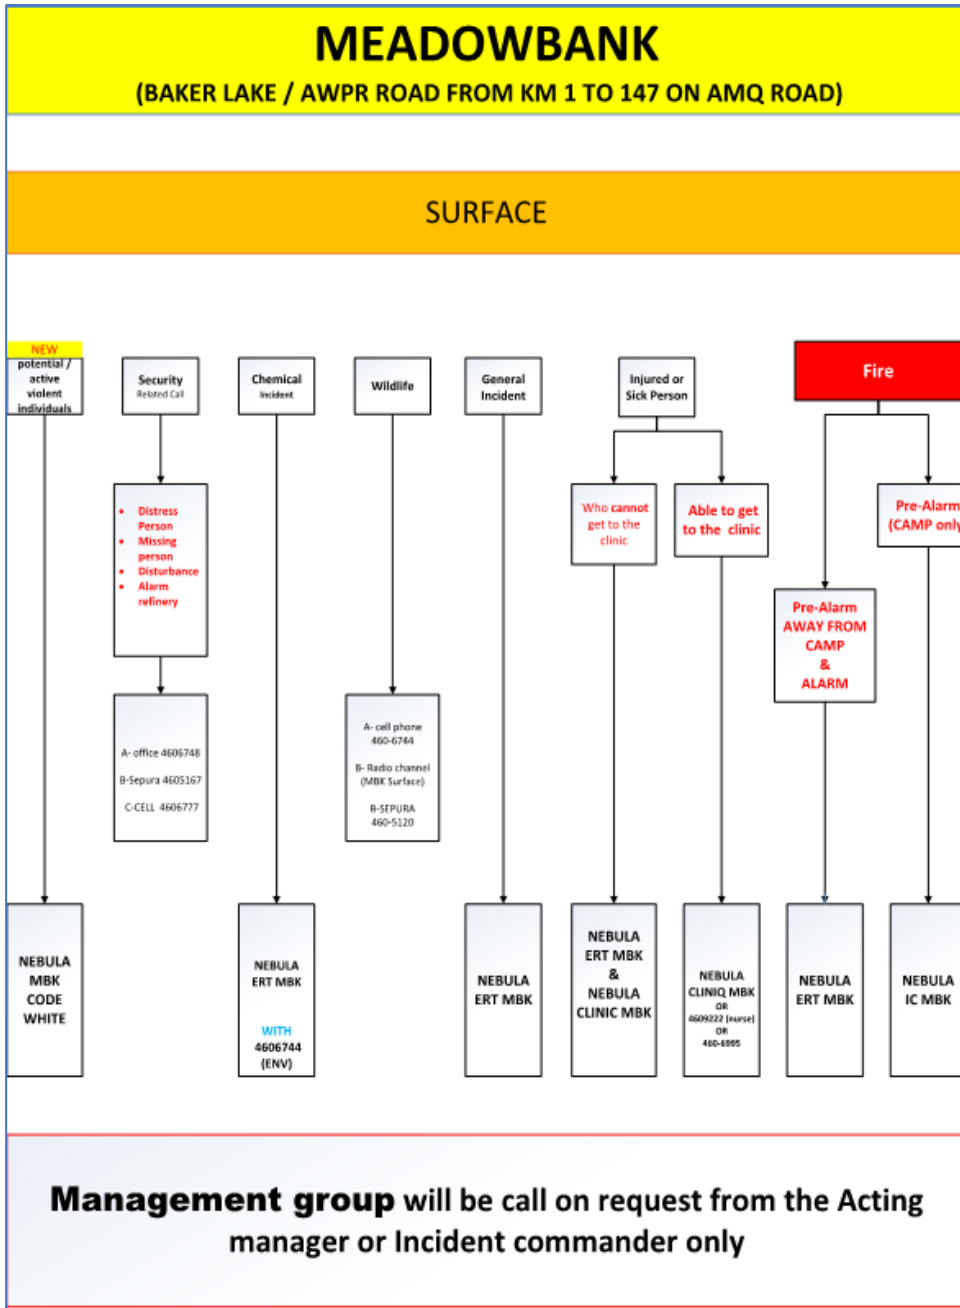 MEADOWBANK
(BAKER LAKE / AWPR ROAD FROM KM 1 TO 147 ON AMQ ROAD)
SURFACE
NEW
potential /
active
violent
individuals
Security
Related Call
Chemical
Incident
Wildlife
General
Incident
Injured or
Sick Person
Fire
• Distress
Person
• Missing
person
• Disturbance
• Alarm
refinery
Who cannot
get to the
clinic
Able to get
to the clinic
Pre-Alarm
(CAMP only
Pre-Alarm
AWAY FROM
CAMP
&
ALARM
A- office 4606748
B-Sepura 4605167
C-CELL 4606777
A- cell phone
460-6744
B- Radio channel
(MBK Surface)
B-SEPURA
460-5120
NEBULA
MBK
CODE
WHITE
NEBULA
ERT MBK
WITH
4606744
(ENV)
NEBULA
ERT MBK
NEBULA
ERT MBK
&
NEBULA
CLINIC MBK
NEBULA
CLINIQ MBK
OR
4609222 (nurse)
OR
460-6995
NEBULA
ERT MBK
NEBULA
IC MBK
Management group will be call on request from the Acting
manager or Incident commander only